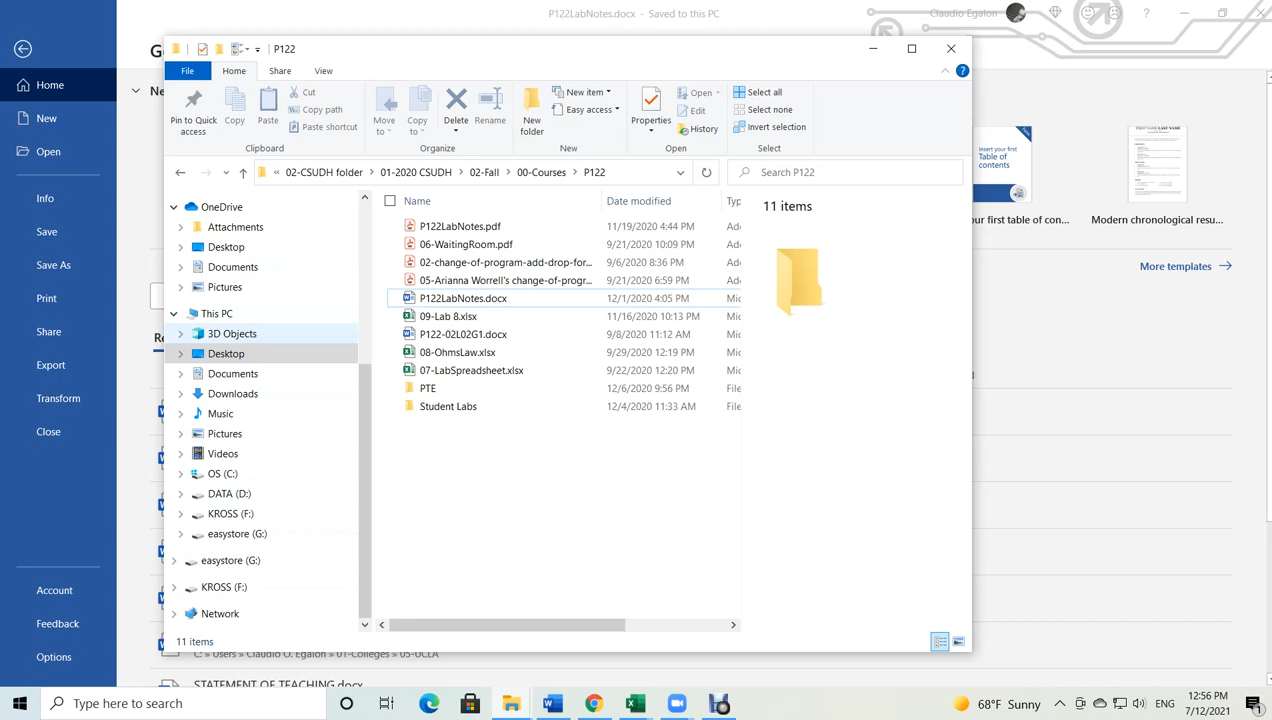 P122LabNotes.docx - Saved to this PC
Claudio Egalon
?
Home
New
Open
Info
Save
Save As
Print
Share
Export
Transform
Close
Account
Feedback
Options
P122
File
Home
Share
View
?
Pin to Quick access
Copy
Paste
Cut
Copy path
Paste shortcut
Clipboard
Move to
Copy to
Delete
Rename
Organize
New folder
New item
Easy access
New
Properties
Open
Edit
History
Open
Select all
Select none
Invert selection
Select
« 02-CSUDH folder > 01-2020 CSUDH > 02-Fall > 00-Courses > P122
Search P122
OneDrive
Attachments
Desktop
Documents
Pictures
This PC
3D Objects
Desktop
Documents
Downloads
Music
Pictures
Videos
OS (C:)
DATA (D:)
KROSS (F:)
easystore (G:)
easystore (G:)
KROSS (F:)
Network
Name Date modified Typ
P122LabNotes.pdf 11/19/2020 4:44 PM Ado
06-WaitingRoom.pdf 9/21/2020 10:09 PM Ado
02-change-of-program-add-drop-for... 9/6/2020 8:36 PM Ado
05-Arianna Worrell's change-of-progr... 9/21/2020 6:59 PM Ado
P122LabNotes.docx 12/1/2020 4:05 PM Mic
09-Lab 8.xlsx 11/16/2020 10:13 PM Mic
P122-02L02G1.docx 9/8/2020 11:12 AM Mic
08-OhmsLaw.xlsx 9/29/2020 12:19 PM Mic
07-LabSpreadsheet.xlsx 9/22/2020 12:20 PM Mic
PTE 12/6/2020 9:56 PM File
Student Labs 12/4/2020 11:33 AM File
11 items
11 items
Insert your first Table of contents
our first table of con...
Modern chronological resu...
More templates
C: » Users » Claudio O. Egalon » 01-Colleges » 05-UCLA
STATEMENT OF TEACHING.docx
Type here to search
68°F Sunny
ENG
12:56 PM
7/12/2021
1